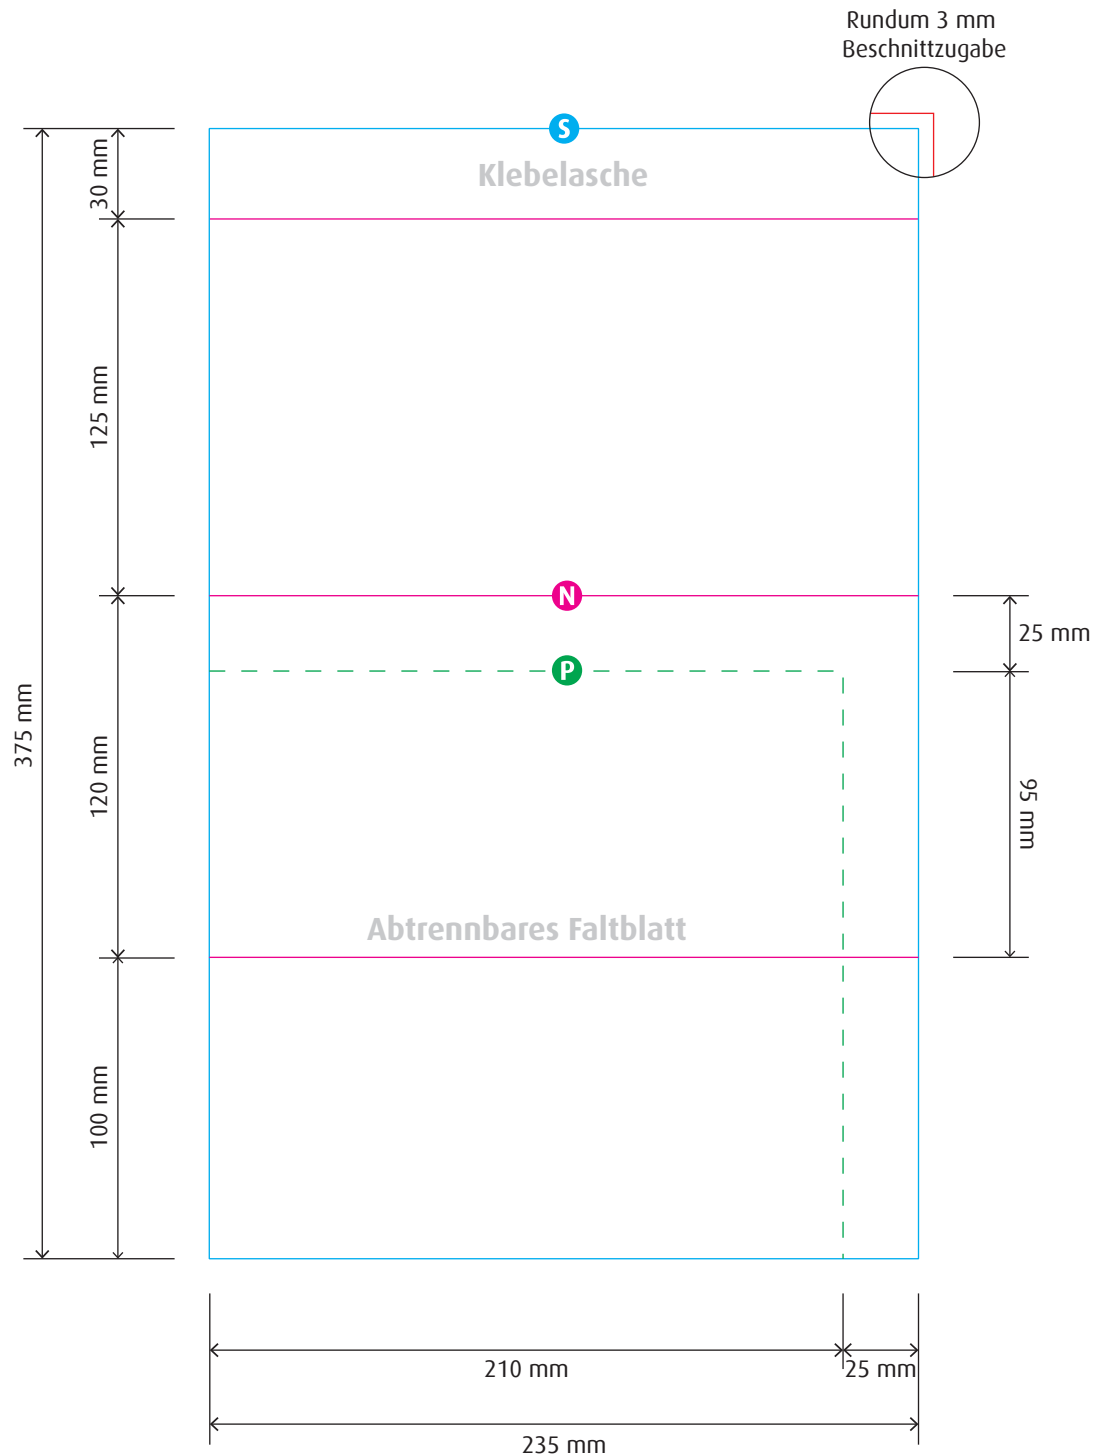 Rundum 3 mm
Beschnittzugabe
S
Klebelasche
30 mm
125 mm
N
25 mm
P
375 mm
120 mm
95 mm
Abtrennbares Faltblatt
100 mm
210 mm
25 mm
235 mm